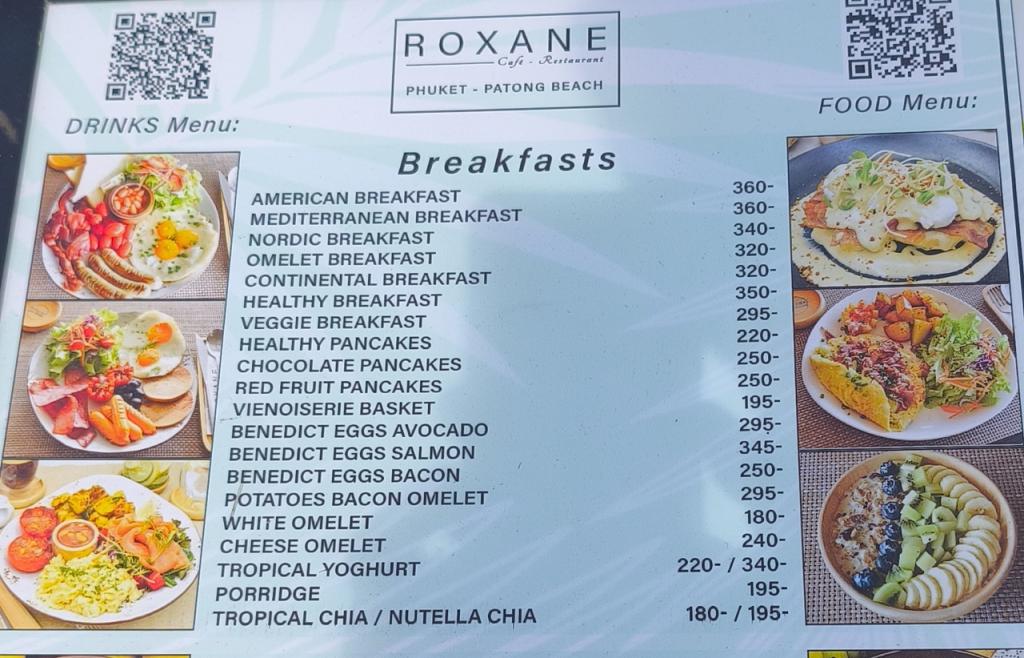 ROXANE
Café - Restaurant
PHUKET - PATONG BEACH
DRINKS Menu:
FOOD Menu:
Breakfasts
AMERICAN BREAKFAST 360-
MEDITERRANEAN BREAKFAST 360-
NORDIC BREAKFAST 340-
OMELET BREAKFAST 320-
CONTINENTAL BREAKFAST 320-
HEALTHY BREAKFAST 350-
VEGGIE BREAKFAST 295-
HEALTHY PANCAKES 220-
CHOCOLATE PANCAKES 250-
RED FRUIT PANCAKES 250-
VIENOISERIE BASKET 195-
BENEDICT EGGS AVOCADO 295-
BENEDICT EGGS SALMON 345-
BENEDICT EGGS BACON 250-
POTATOES BACON OMELET 295-
WHITE OMELET 180-
CHEESE OMELET 240-
TROPICAL YOGHURT 220- / 340-
PORRIDGE 195-
TROPICAL CHIA / NUTELLA CHIA 180- / 195-